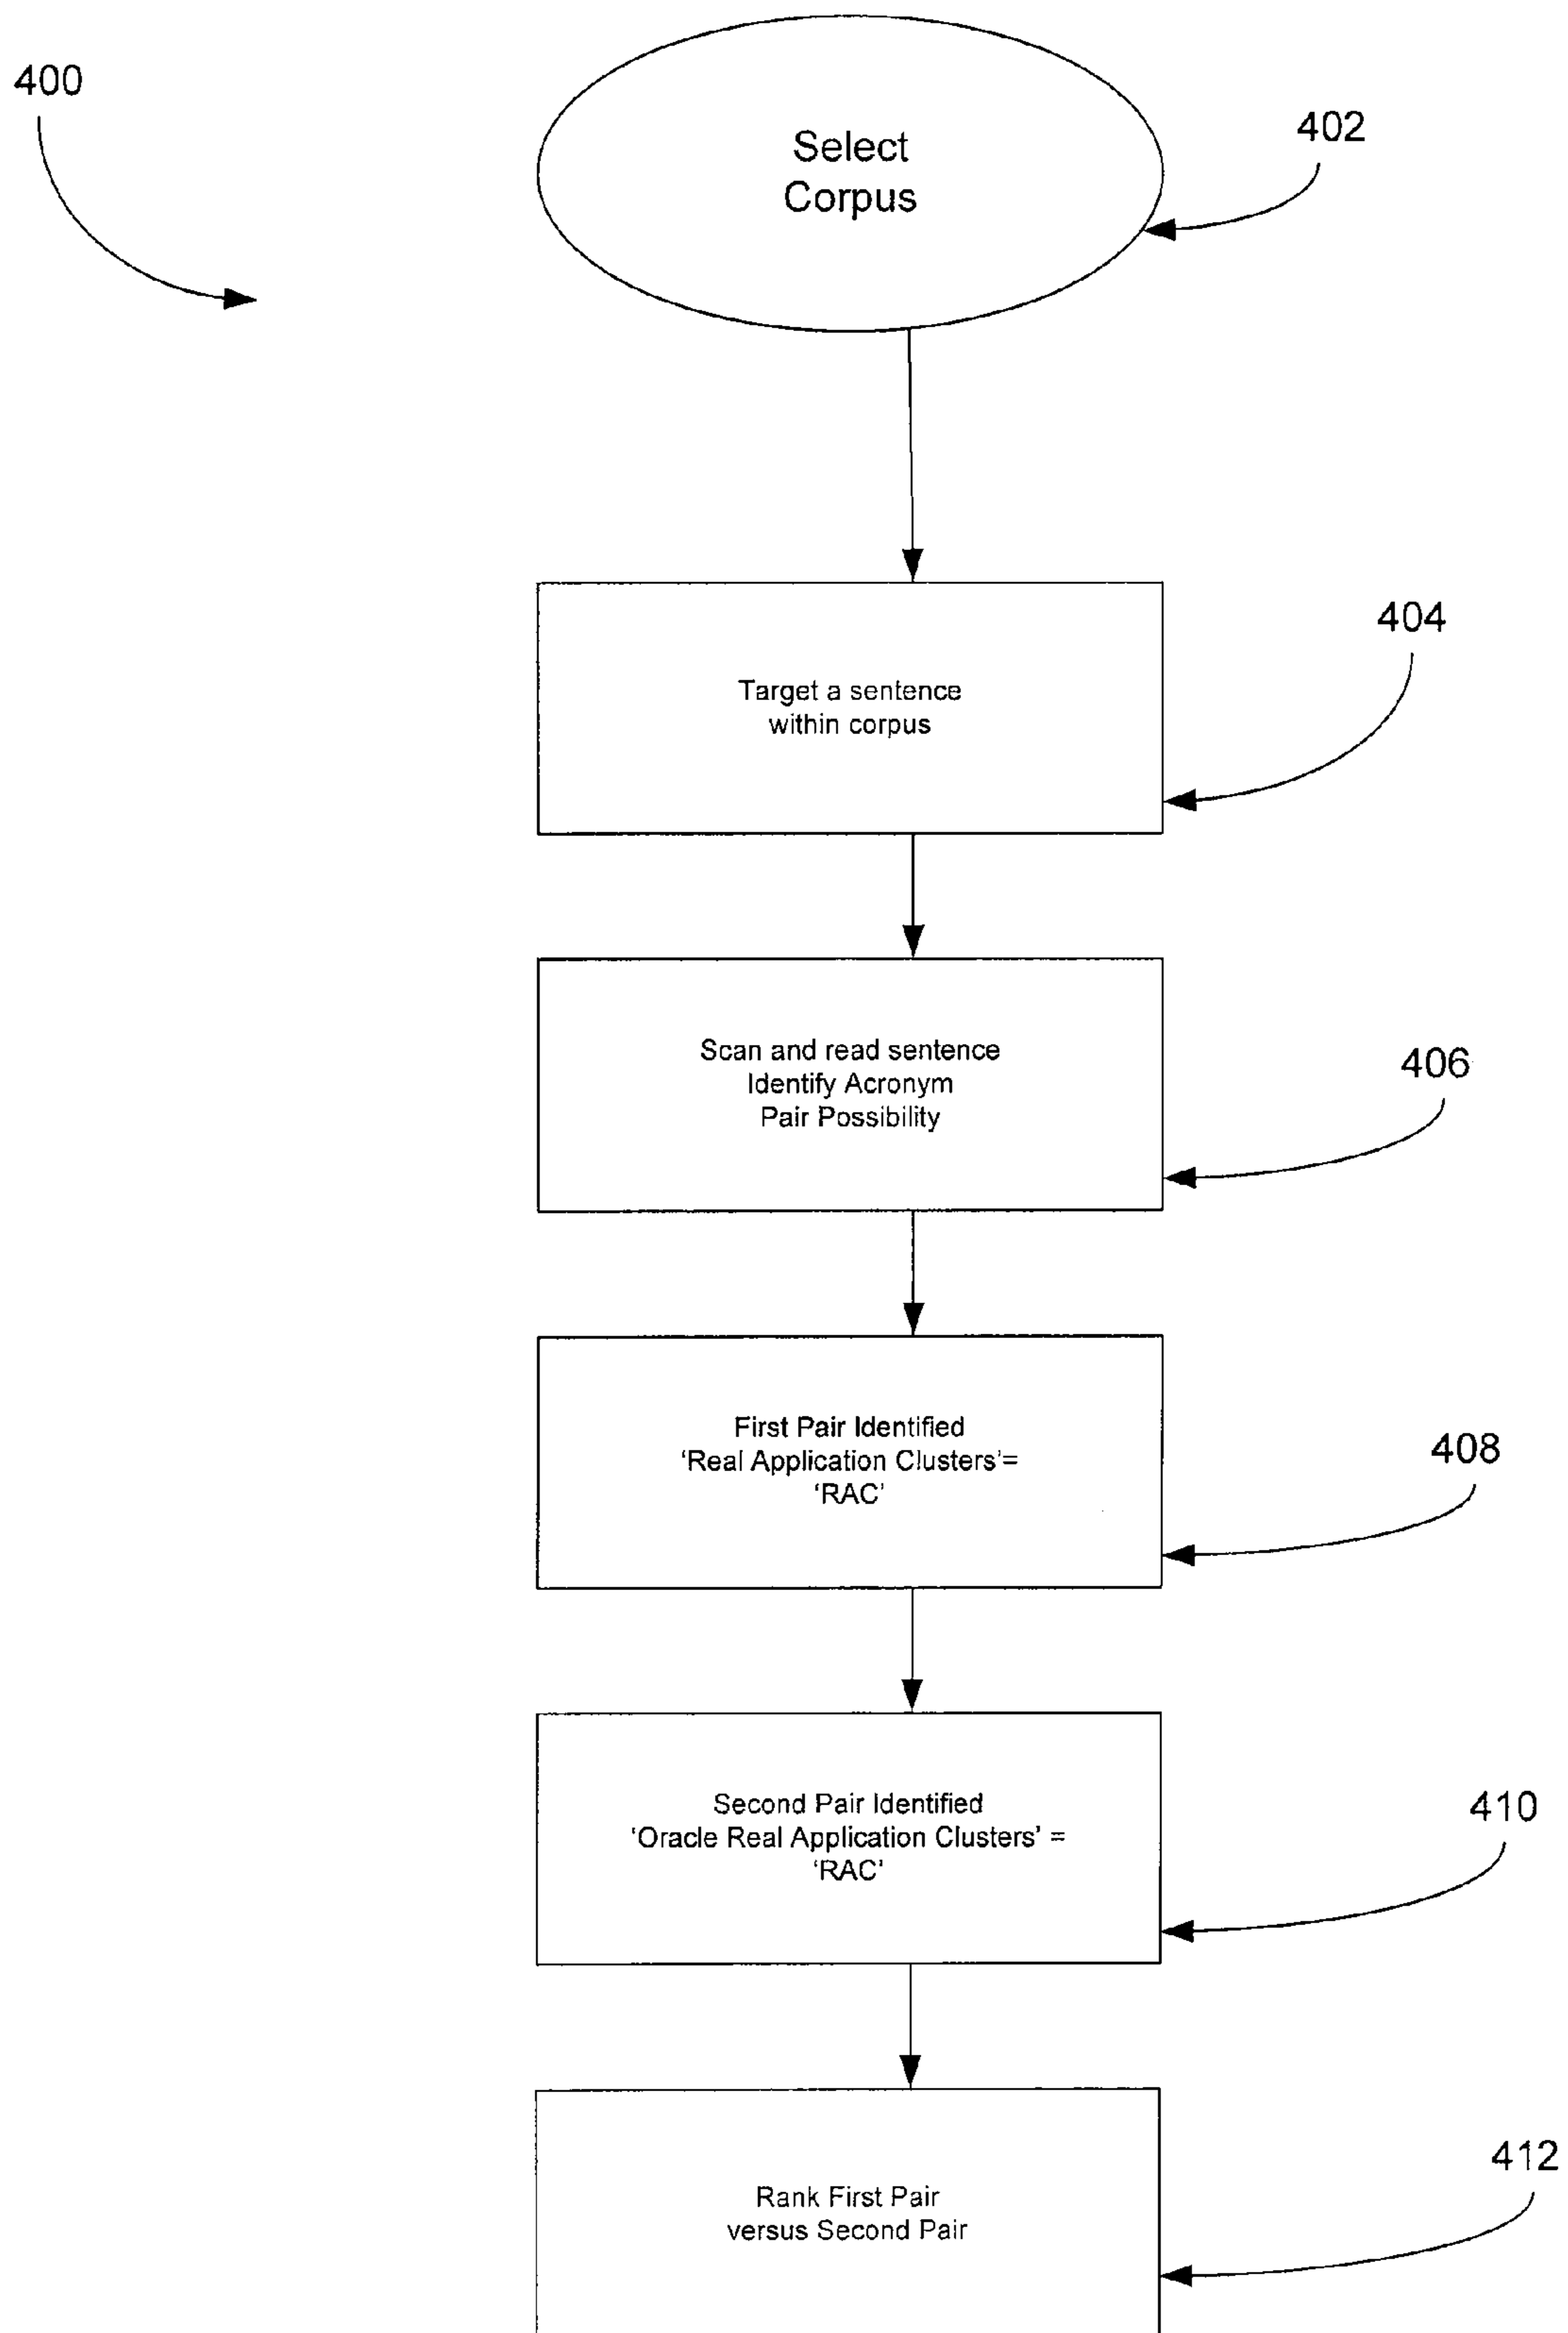 400
Select
Corpus
402
Target a sentence
within corpus
404
Scan and read sentence
Identify Acronym
Pair Possibility
406
First Pair Identified
‘Real Application Clusters’=
‘RAC’
408
Second Pair Identified
‘Oracle Real Application Clusters’ =
‘RAC’
410
Rank First Pair
versus Second Pair
412